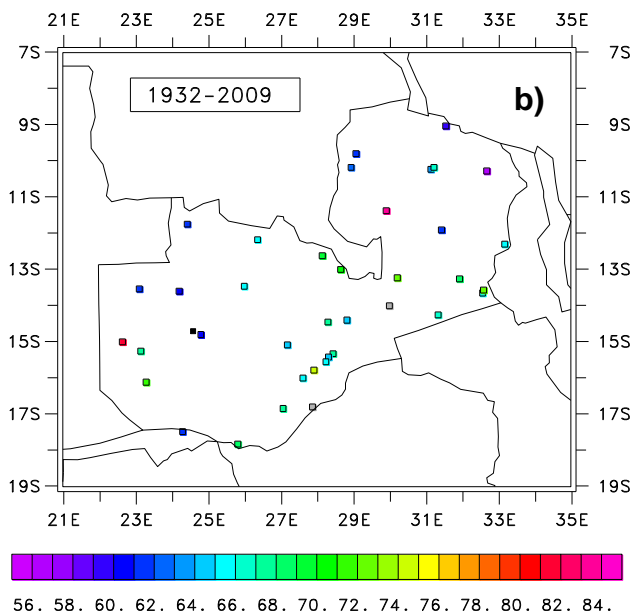 21E 23E 25E 27E 29E 31E 33E 35E
7S 7S
1932-2009 b)
9S 9S
11S 11S
13S 13S
15S 15S
17S 17S
19S 19S
21E 23E 25E 27E 29E 31E 33E 35E
56. 58. 60. 62. 64. 66. 68. 70. 72. 74. 76. 78. 80. 82. 84.